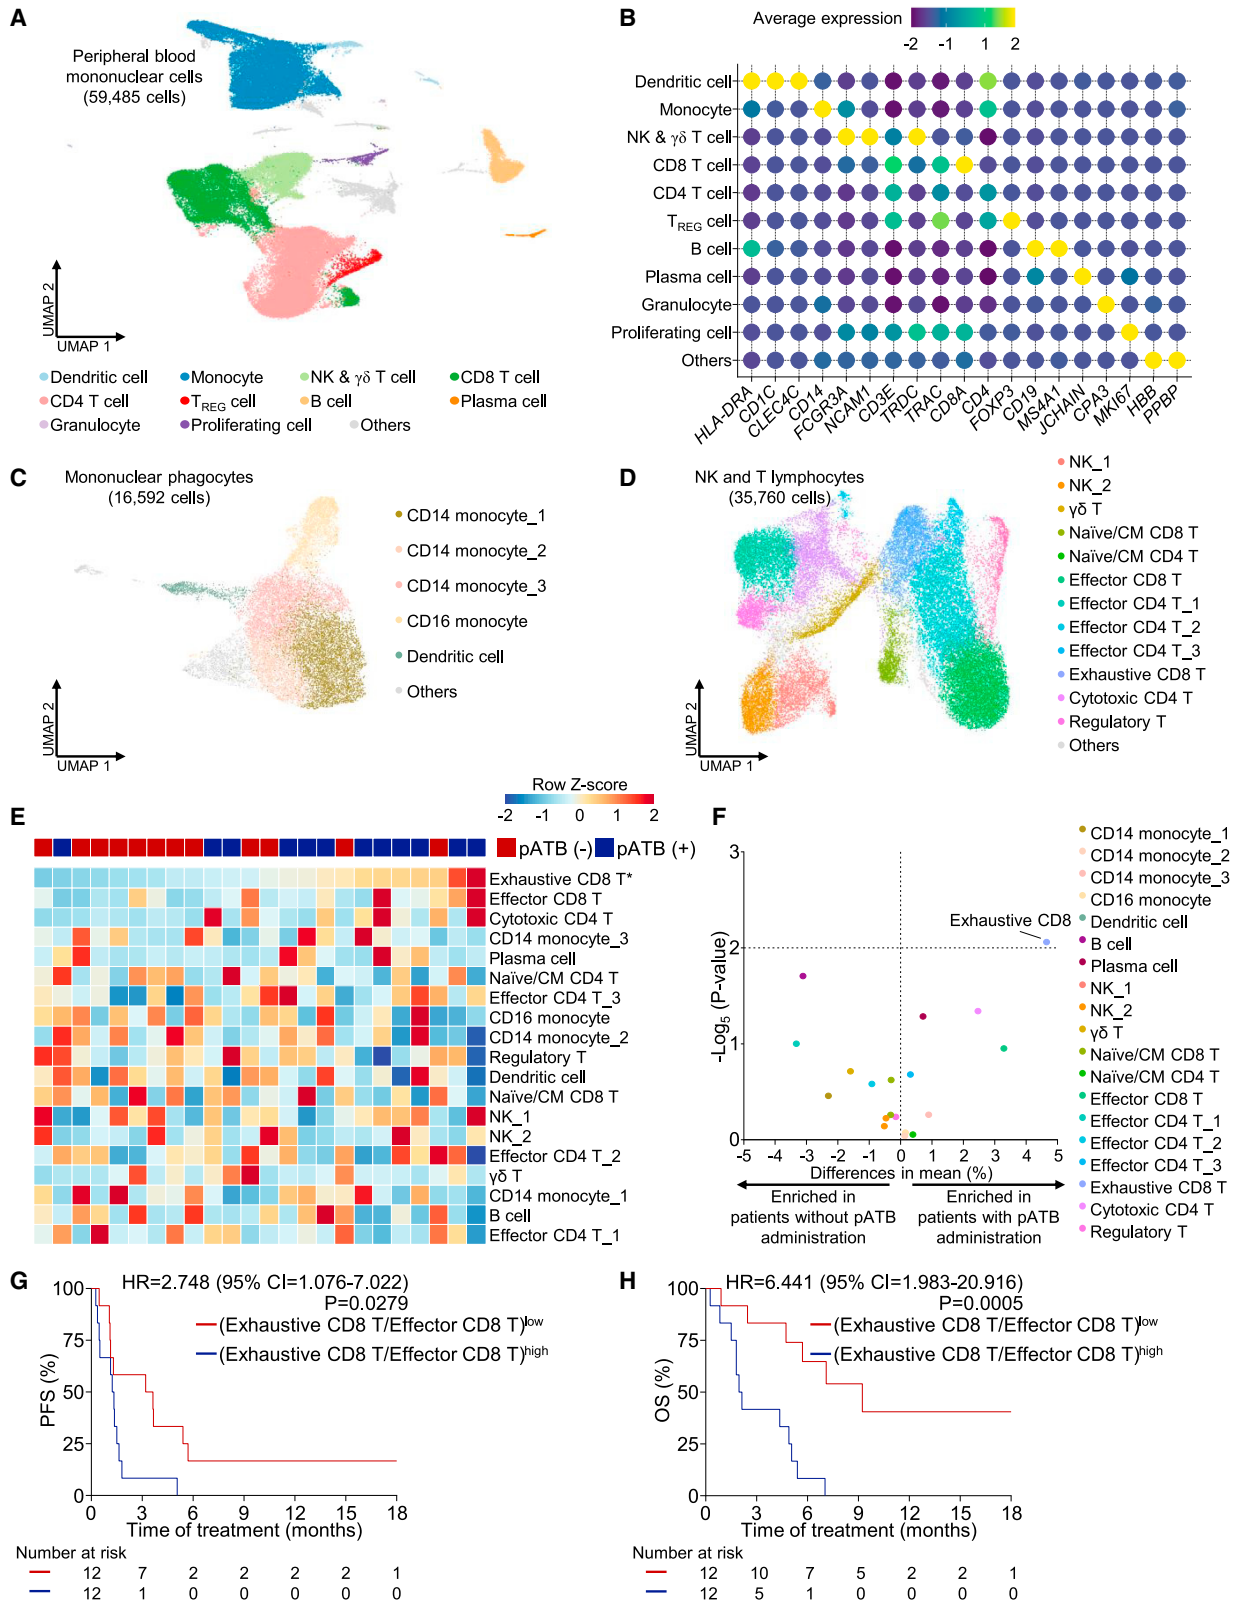 A
Peripheral blood
mononuclear cells
(59,485 cells)
UMAP 2
UMAP 1
Dendritic cell
Monocyte
NK & γδ T cell
CD8 T cell
CD4 T cell
TREG cell
B cell
Plasma cell
Granulocyte
Proliferating cell
Others
B
Average expression
-2 -1 1 2
Dendritic cell
Monocyte
NK & γδ T cell
CD8 T cell
CD4 T cell
TREG cell
B cell
Plasma cell
Granulocyte
Proliferating cell
Others
HLA-DRA
CD1C
CLEC4C
CD14
FCGR3A
NCAM1
CD3E
TRDC
TRAC
CD8A
CD4
FOXP3
CD19
MS4A1
JCHAIN
CPA3
MKI67
HBB
PPBP
C
Mononuclear phagocytes
(16,592 cells)
CD14 monocyte_1
CD14 monocyte_2
CD14 monocyte_3
CD16 monocyte
Dendritic cell
Others
UMAP 2
UMAP 1
D
NK and T lymphocytes
(35,760 cells)
UMAP 2
UMAP 1
NK_1
NK_2
γδ T
Naïve/CM CD8 T
Naïve/CM CD4 T
Effector CD8 T
Effector CD4 T_1
Effector CD4 T_2
Effector CD4 T_3
Exhaustive CD8 T
Cytotoxic CD4 T
Regulatory T
Others
E
Row Z-score
-2 -1 0 1 2
pATB (-) pATB (+)
Exhaustive CD8 T*
Effector CD8 T
Cytotoxic CD4 T
CD14 monocyte_3
Plasma cell
Naïve/CM CD4 T
Effector CD4 T_3
CD16 monocyte
CD14 monocyte_2
Regulatory T
Dendritic cell
Naïve/CM CD8 T
NK_1
NK_2
Effector CD4 T_2
γδ T
CD14 monocyte_1
B cell
Effector CD4 T_1
F
3
2
1
0
-Log5 (P-value)
Exhaustive CD8
-5 -4 -3 -2 -1 0 1 2 3 4 5
Differences in mean (%)
Enriched in
patients without pATB
administration
Enriched in
patients with pATB
administration
CD14 monocyte_1
CD14 monocyte_2
CD14 monocyte_3
CD16 monocyte
Dendritic cell
B cell
Plasma cell
NK_1
NK_2
γδ T
Naïve/CM CD8 T
Naïve/CM CD4 T
Effector CD8 T
Effector CD4 T_1
Effector CD4 T_2
Effector CD4 T_3
Exhaustive CD8 T
Cytotoxic CD4 T
Regulatory T
G
HR=2.748 (95% CI=1.076-7.022)
P=0.0279
(Exhaustive CD8 T/Effector CD8 T)low
(Exhaustive CD8 T/Effector CD8 T)high
PFS (%)
100
75
50
25
0
0 3 6 9 12 15 18
Time of treatment (months)
Number at risk
12 7 2 2 2 2 1
12 1 0 0 0 0 0
H
HR=6.441 (95% CI=1.983-20.916)
P=0.0005
(Exhaustive CD8 T/Effector CD8 T)low
(Exhaustive CD8 T/Effector CD8 T)high
OS (%)
100
75
50
25
0
0 3 6 9 12 15 18
Time of treatment (months)
Number at risk
12 10 7 5 2 2 1
12 5 1 0 0 0 0